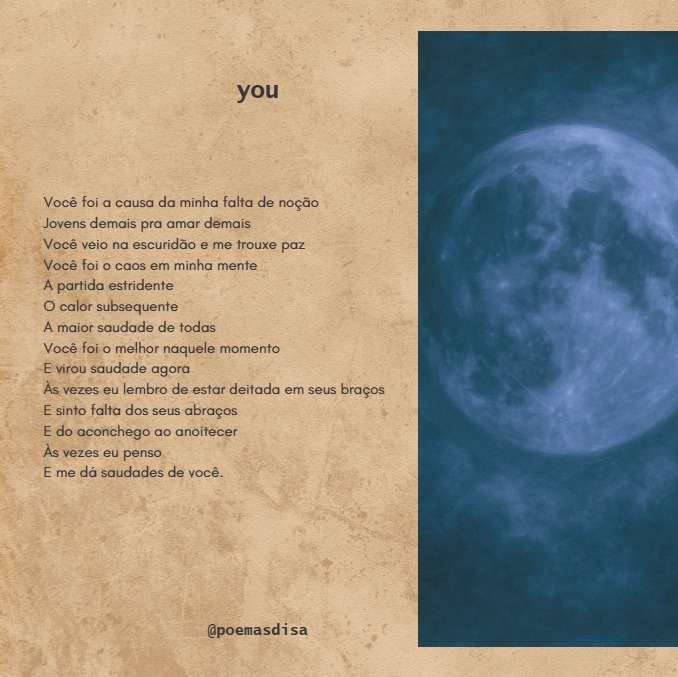 you
Você foi a causa da minha falta de noção
Jovens demais pra amar demais
Você veio na escuridão e me trouxe paz
Você foi o caos em minha mente
A partida estridente
O calor subsequente
A maior saudade de todas
Você foi o melhor naquele momento
E virou saudade agora
Às vezes eu lembro de estar deitada em seus braços
E sinto falta dos seus abraços
E do aconchego ao anoitecer
Às vezes eu penso
E me dá saudades de você.
@poemasdisa